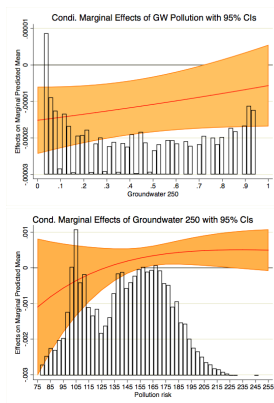 Condi. Marginal Effects of GW Pollution with 95% CIs
Effects on Marginal Predicted Mean
.00001
0
-.00001
-.00002
-.00003
0 .1 .2 .3 .4 .5 .6 .7 .8 .9 1
Groundwater 250
Cond. Marginal Effects of Groundwater 250 with 95% CIs
Effects on Marginal Predicted Mean
.001
0
-.001
-.002
-.003
75 85 95 105 115 125 135 145 155 165 175 185 195 205 215 225 235 245 255
Pollution risk